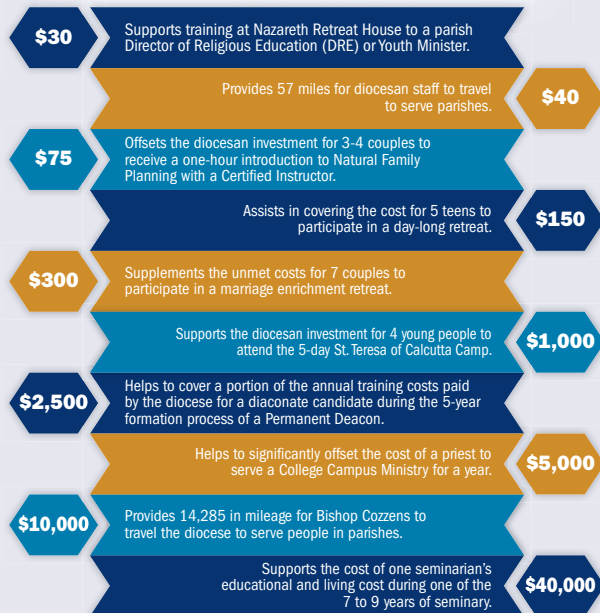 $30
Supports training at Nazareth Retreat House to a parish
Director of Religious Education (DRE) or Youth Minister.
Provides 57 miles for diocesan staff to travel
to serve parishes.
$40
$75
Offsets the diocesan investment for 3-4 couples to
receive a one-hour introduction to Natural Family
Planning with a Certified Instructor.
Assists in covering the cost for 5 teens to
participate in a day-long retreat.
$150
$300
Supplements the unmet costs for 7 couples to
participate in a marriage enrichment retreat.
Supports the diocesan investment for 4 young people to
attend the 5-day St. Teresa of Calcutta Camp.
$1,000
$2,500
Helps to cover a portion of the annual training costs paid
by the diocese for a diaconate candidate during the 5-year
formation process of a Permanent Deacon.
Helps to significantly offset the cost of a priest to
serve a College Campus Ministry for a year.
$5,000
$10,000
Provides 14,285 in mileage for Bishop Cozzens to
travel the diocese to serve people in parishes.
Supports the cost of one seminarian's
educational and living cost during one of the
7 to 9 years of seminary.
$40,000